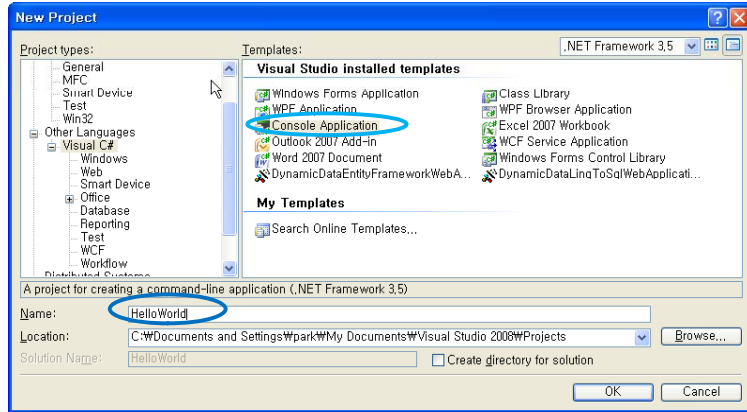 New Project
Project types:
Templates:
.NET Framework 3,5
General
MFC
Smart Device
Test
Win32
Other Languages
Visual C#
Windows
Web
Smart Device
Office
Database
Reporting
Test
WCF
Workflow
Distributed Systems
Visual Studio installed templates
Windows Forms Application
Class Library
WPF Application
WPF Browser Application
Console Application
Excel 2007 Workbook
Outlook 2007 Add-in
WCF Service Application
Word 2007 Document
Windows Forms Control Library
DynamicDataEntityFrameworkWebA...
DynamicDataLinqToSqlWebApplicati...
My Templates
Search Online Templates...
A project for creating a command-line application (,NET Framework 3,5)
Name:
HelloWorld
Location:
C:₩Documents and Settings₩park₩My Documents₩Visual Studio 2008₩Projects
Browse...
Solution Name:
HelloWorld
Create directory for solution
OK
Cancel